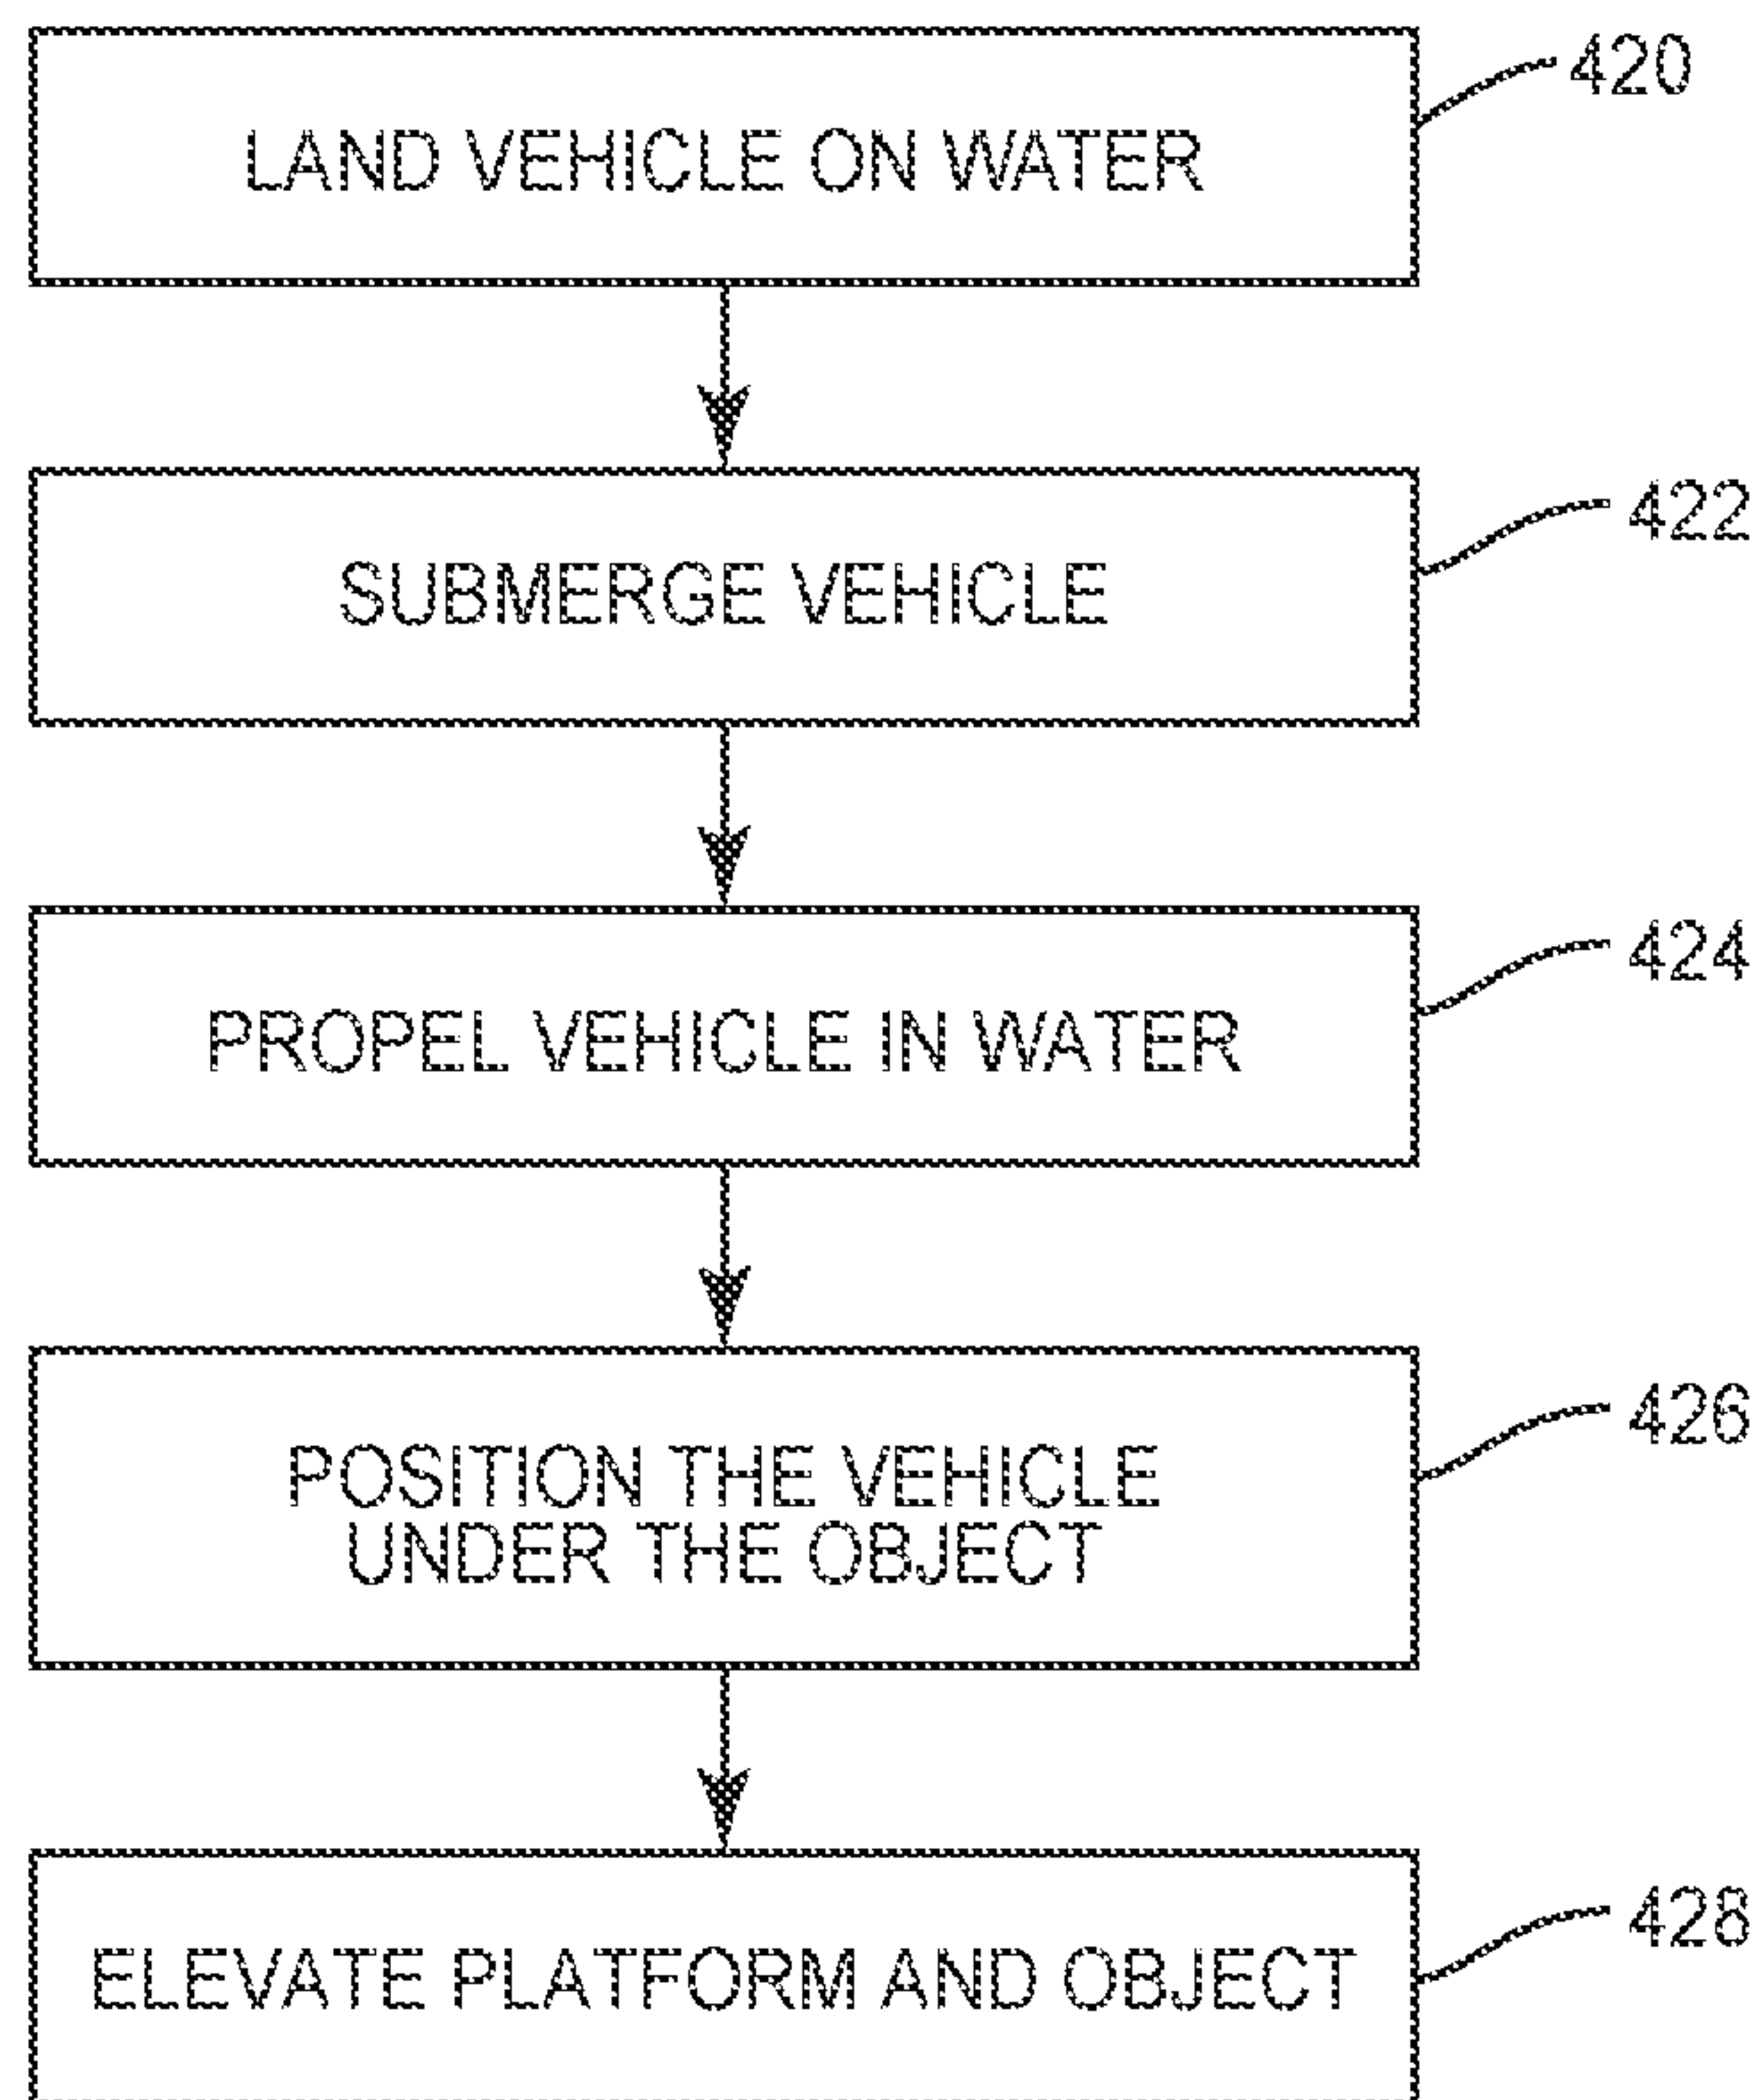 LAND VEHICLE ON WATER
420
SUBMERGE VEHICLE
422
PROPEL VEHICLE IN WATER
424
POSITION THE VEHICLE
UNDER THE OBJECT
426
ELEVATE PLATFORM AND OBJECT
428